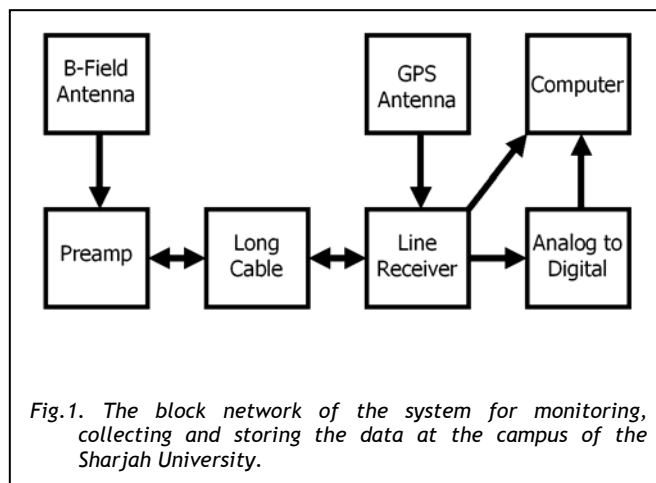 B-Field
Antenna
GPS
Antenna
Computer
Preamp
Long
Cable
Line
Receiver
Analog to
Digital
Fig.1. The block network of the system for monitoring,
collecting and storing the data at the campus of the
Sharjah University.